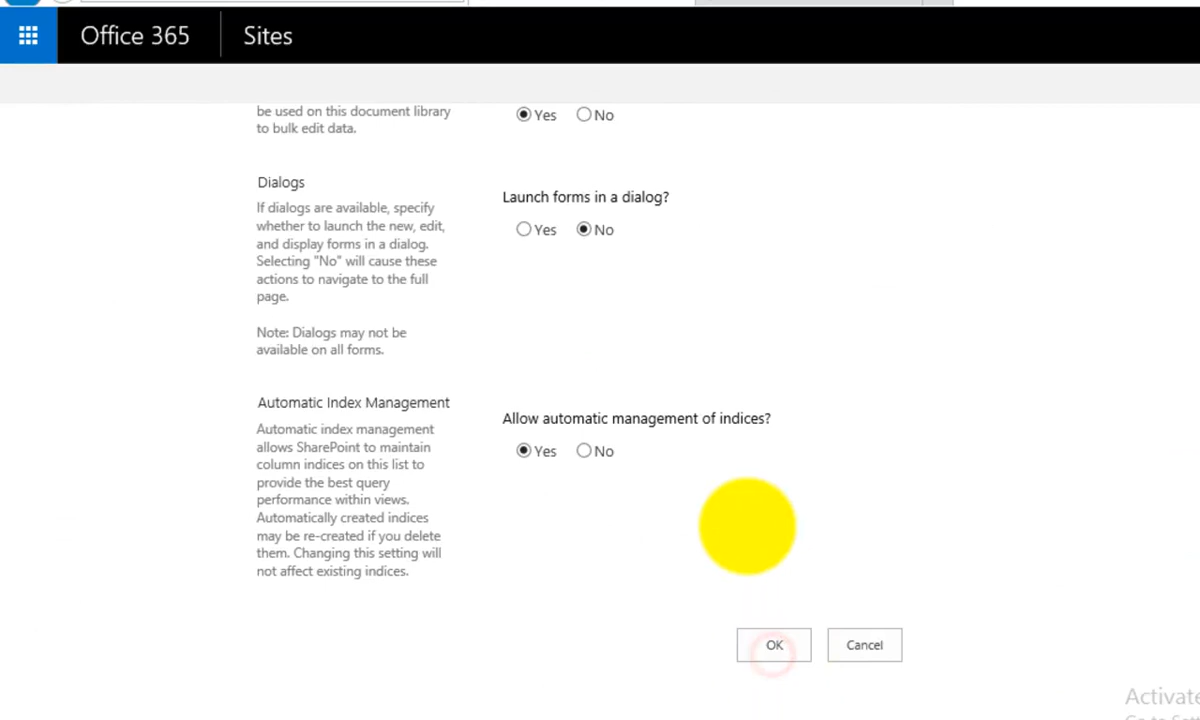 Office 365 Sites
be used on this document library
to bulk edit data.
Yes No
Dialogs
Launch forms in a dialog?
If dialogs are available, specify
whether to launch the new, edit,
and display forms in a dialog.
Selecting "No" will cause these
actions to navigate to the full
page.
Yes No
Note: Dialogs may not be
available on all forms.
Automatic Index Management
Allow automatic management of indices?
Automatic index management
allows SharePoint to maintain
column indices on this list to
provide the best query
performance within views.
Automatically created indices
may be re-created if you delete
them. Changing this setting will
not affect existing indices.
Yes No
OK Cancel
Activate